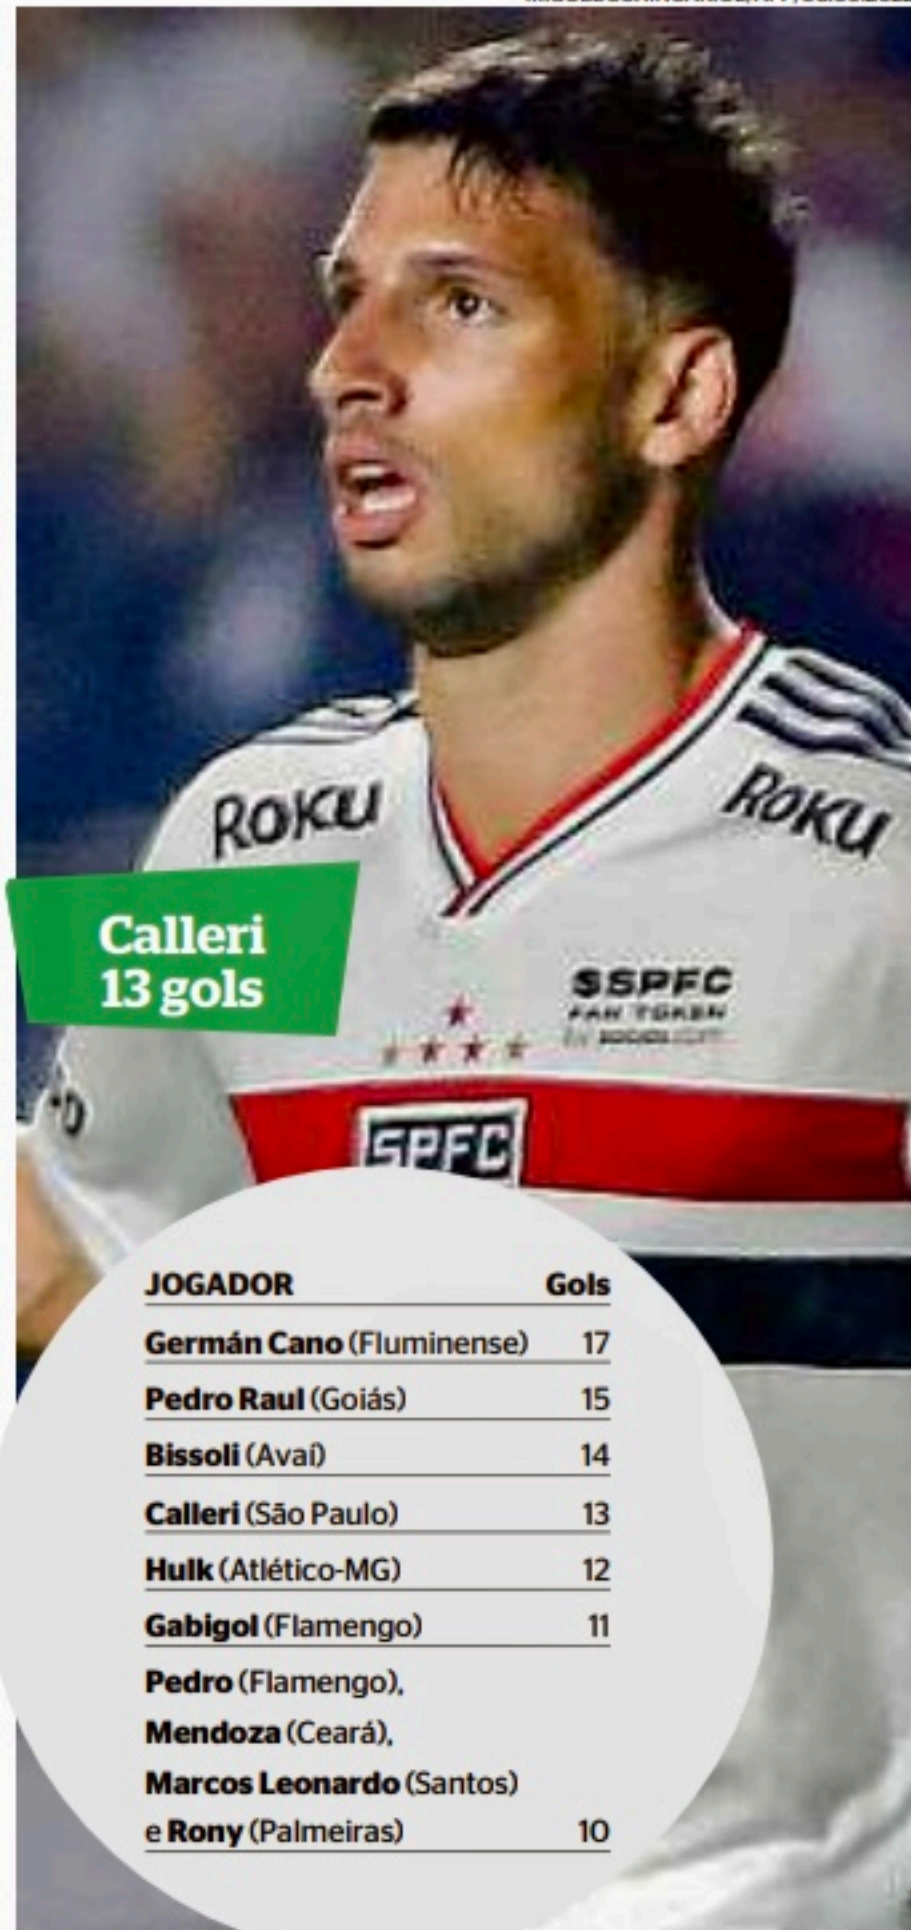 ROKU
ROKU
Calleri
13 gols
$SPFC
FAN TOKEN
SPFC
JOGADOR Gols
Germán Cano (Fluminense) 17
Pedro Raul (Goiás) 15
Bissoli (Avaí) 14
Calleri (São Paulo) 13
Hulk (Atlético-MG) 12
Gabigol (Flamengo) 11
Pedro (Flamengo),
Mendoza (Ceará),
Marcos Leonardo (Santos)
e Rony (Palmeiras) 10